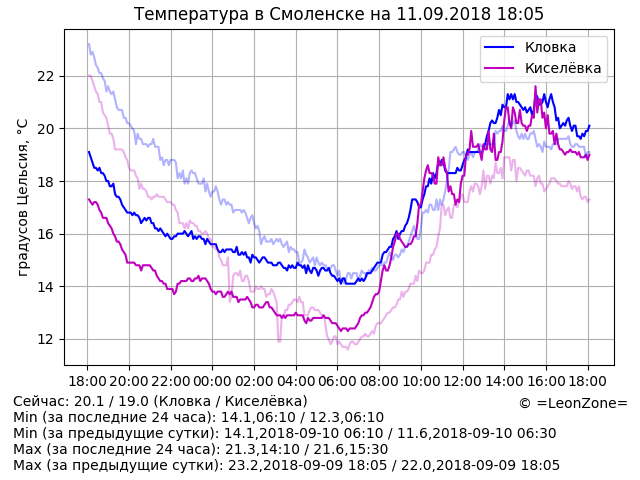 Температура в Смоленске на 11.09.2018 18:05
Кловка
Киселёвка
градусов Цельсия, °C
22
20
18
16
14
12
18:00 20:00 22:00 00:00 02:00 04:00 06:00 08:00 10:00 12:00 14:00 16:00 18:00
Сейчас: 20.1 / 19.0 (Кловка / Киселёвка)
© =LeonZone=
Min (за последние 24 часа): 14.1,06:10 / 12.3,06:10
Min (за предыдущие сутки): 14.1,2018-09-10 06:10 / 11.6,2018-09-10 06:30
Max (за последние 24 часа): 21.3,14:10 / 21.6,15:30
Max (за предыдущие сутки): 23.2,2018-09-09 18:05 / 22.0,2018-09-09 18:05